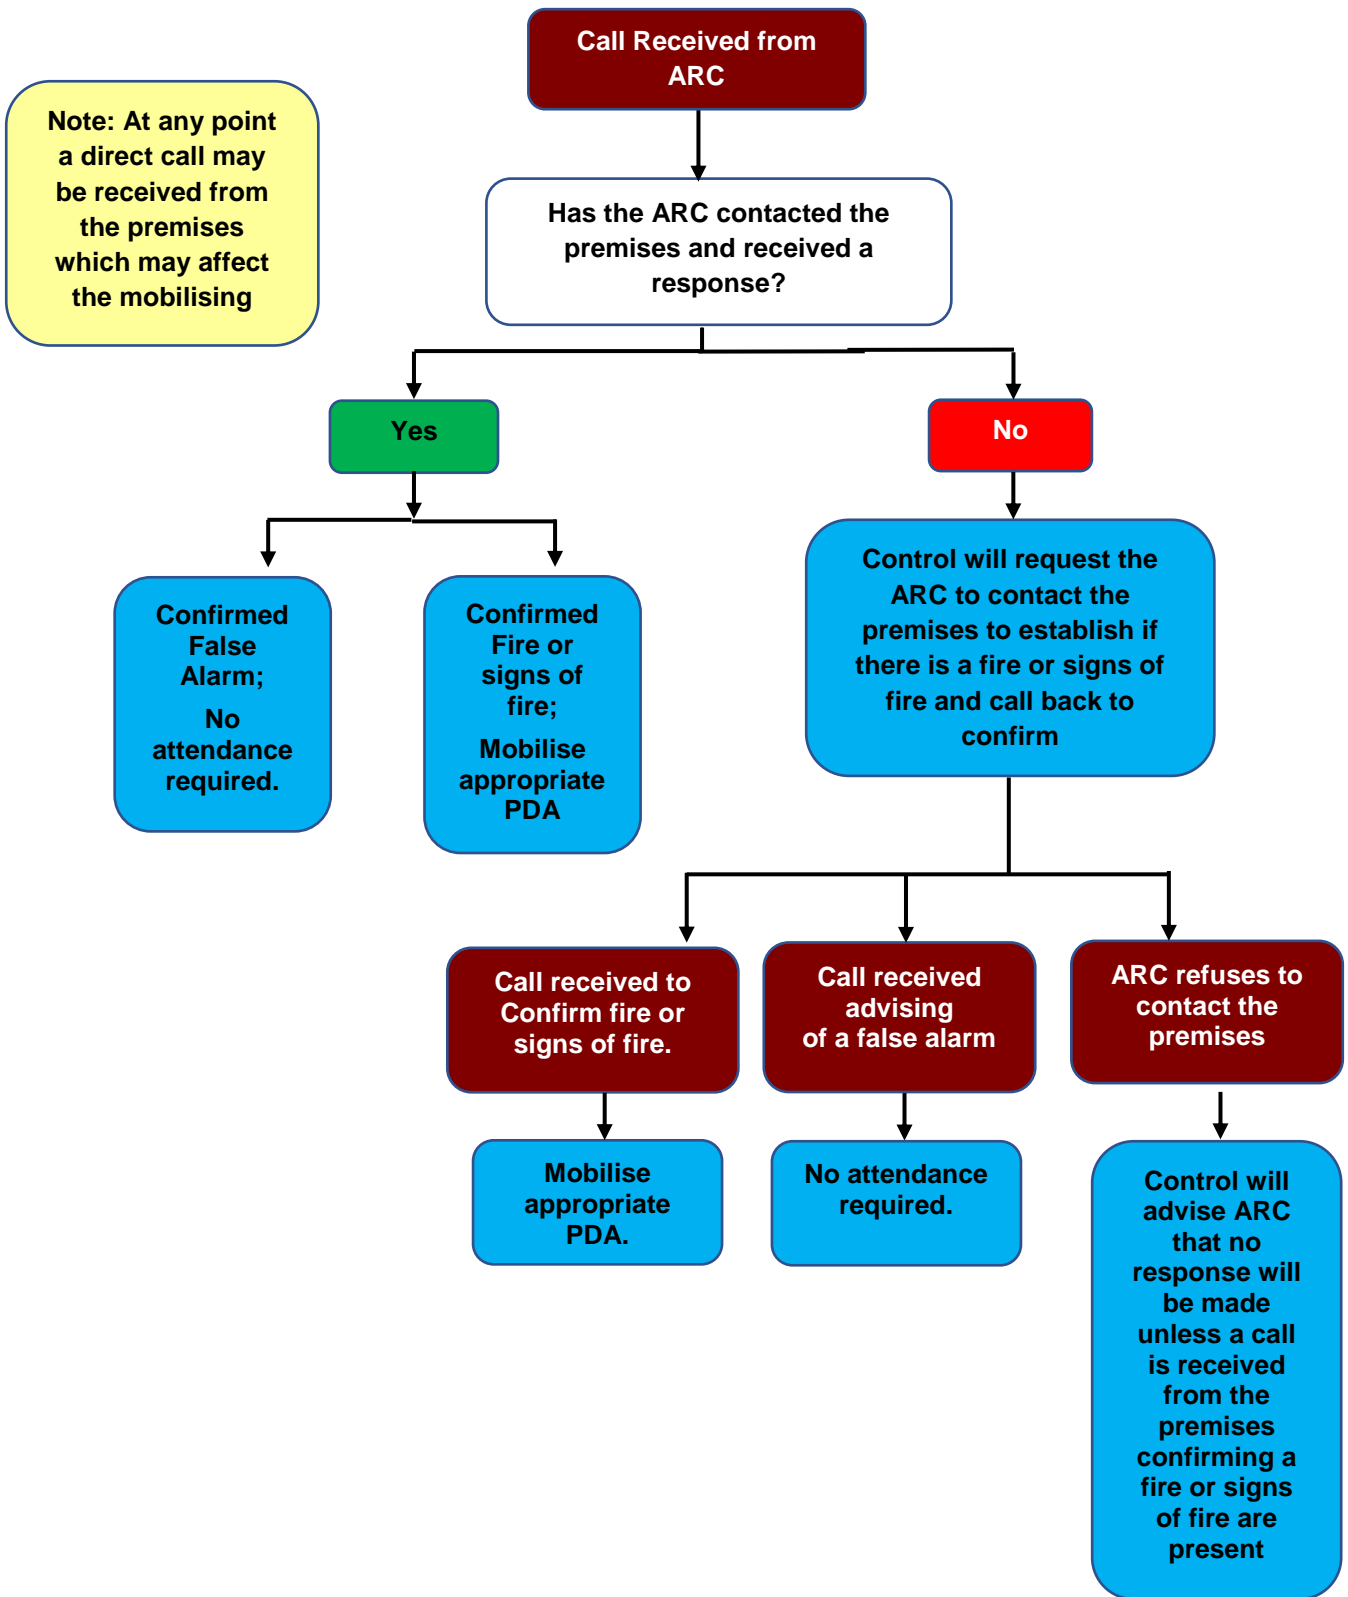 Call Received from
ARC
Note: At any point
a direct call may
be received from
the premises
which may affect
the mobilising
Has the ARC contacted the
premises and received a
response?
Yes
No
Confirmed
False
Alarm;
No
attendance
required.
Confirmed
Fire or
signs of
fire;
Mobilise
appropriate
PDA
Control will request the
ARC to contact the
premises to establish if
there is a fire or signs of
fire and call back to
confirm
Call received to
Confirm fire or
signs of fire.
Call received
advising
of a false alarm
ARC refuses to
contact the
premises
Mobilise
appropriate
PDA.
No attendance
required.
Control will
advise ARC
that no
response will
be made
unless a call
is received
from the
premises
confirming a
fire or signs
of fire are
present